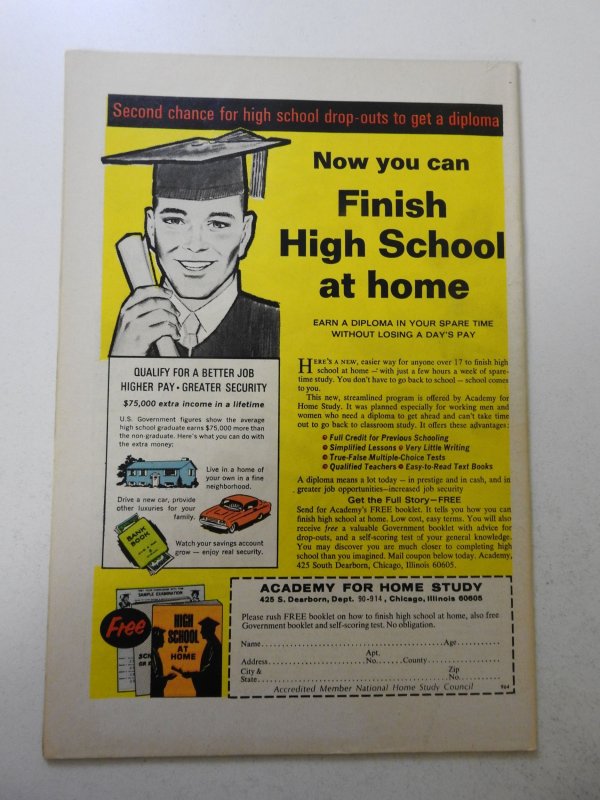 Second chance for high school drop-outs to get a diploma
Now you can
Finish
High School
at home
EARN A DIPLOMA IN YOUR SPARE TIME
WITHOUT LOSING A DAY'S PAY
QUALIFY FOR A BETTER JOB
HIGHER PAY • GREATER SECURITY
$75,000 extra income in a lifetime
U.S. Government figures show the average
high school graduate earns $75,000 more than
the non-graduate. Here's what you can do with
the extra money:
Live in a home of
your own in a fine
neighborhood.
Drive a new car, provide
other luxuries for your
family.
BANK
BOOK
Watch your savings account
grow — enjoy real security.
HERE'S A NEW, easier way for anyone over 17 to finish high
school at home — with just a few hours a week of spare-
time study. You don't have to go back to school — school comes
to you.
This new, streamlined program is offered by Academy for
Home Study. It was planned especially for working men and
women who need a diploma to get ahead and can't take time
out to go back to classroom study. It offers these advantages:
Full Credit for Previous Schooling
Simplified Lessons Very Little Writing
True-False Multiple-Choice Tests
Qualified Teachers Easy-to-Read Text Books
A diploma means a lot today — in prestige and in cash, and in
greater job opportunities—increased job security
Get the Full Story—FREE
Send for Academy's FREE booklet. It tells you how you can
finish high school at home. Low cost, easy terms. You will also
receive free a valuable Government booklet with advice for
drop-outs, and a self-scoring test of your general knowledge.
You may discover you are much closer to completing high
school than you imagined. Mail coupon below today. Academy,
425 South Dearborn, Chicago, Illinois 60605.
SAMPLE EXAMINATION
Free
HIGH
SCHOOL
AT
HOME
ACADEMY FOR HOME STUDY
425 S. Dearborn, Dept. 90-914, Chicago, Illinois 60605
Please rush FREE booklet on how to finish high school at home, also free
Government booklet and self-scoring test. No obligation.
Name Age
Apt.
Address No. County
City & Zip
State No.
Accredited Member National Home Study Council 964